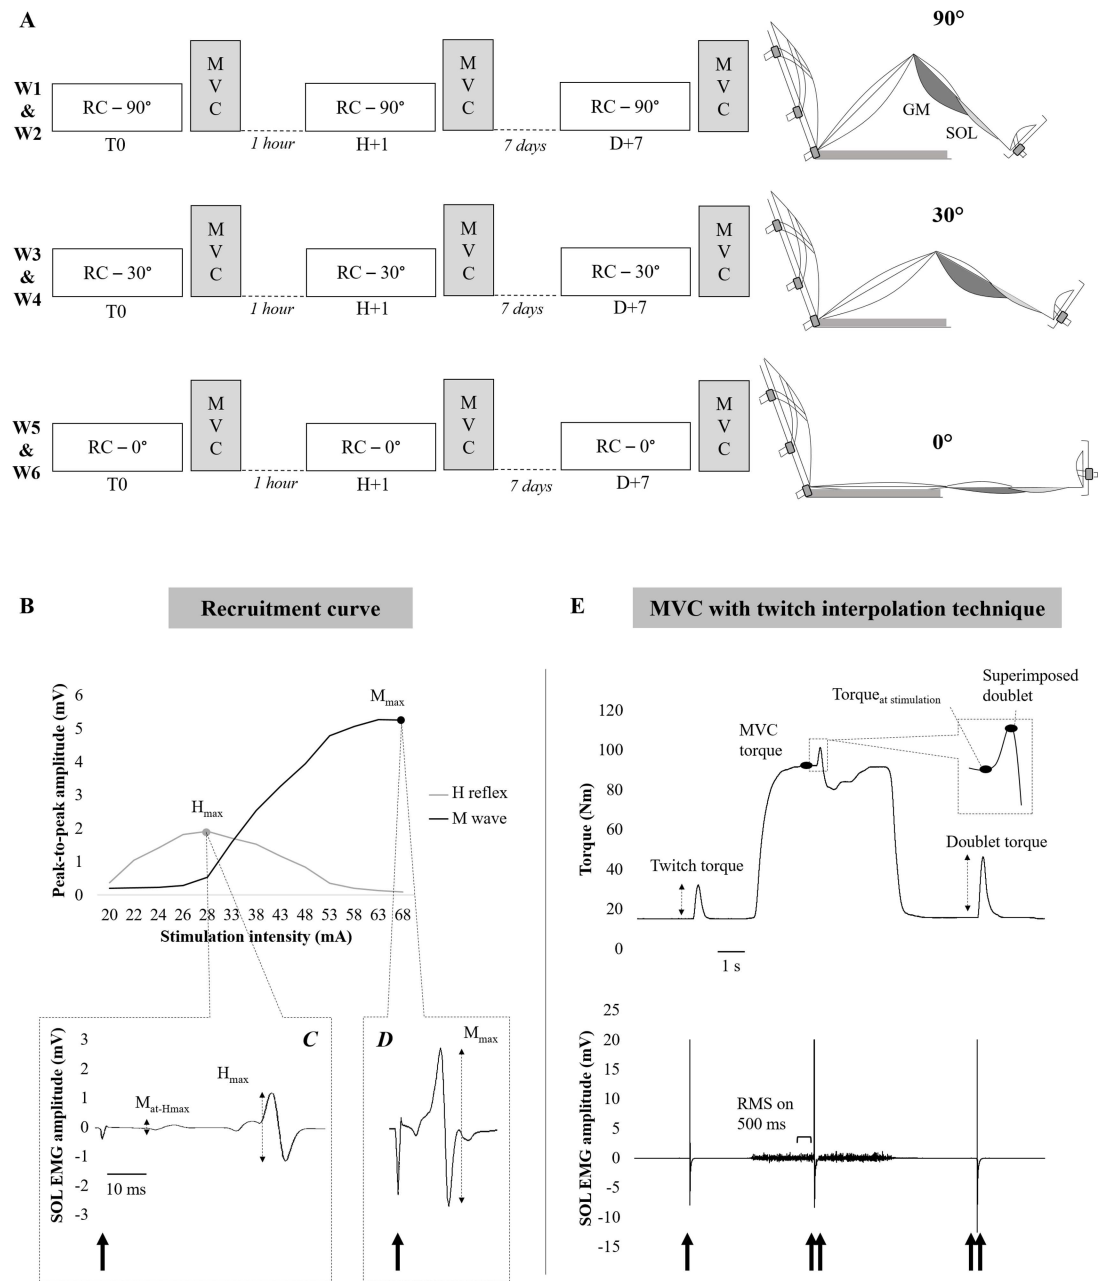 A
90°
W1
&
W2
RC – 90°
M
V
C
RC – 90°
M
V
C
RC – 90°
M
V
C
GM
SOL
T0
1 hour
H+1
7 days
D+7
30°
W3
&
W4
RC – 30°
M
V
C
RC – 30°
M
V
C
RC – 30°
M
V
C
T0
1 hour
H+1
7 days
D+7
0°
W5
&
W6
RC – 0°
M
V
C
RC – 0°
M
V
C
RC – 0°
M
V
C
T0
1 hour
H+1
7 days
D+7
B
Recruitment curve
Peak-to-peak amplitude (mV)
6
5
4
3
2
1
0
Mmax
Hmax
H reflex
M wave
20 22 24 26 28 33 38 43 48 53 58 63 68
Stimulation intensity (mA)
C
SOL EMG amplitude (mV)
3
2
1
0
-1
-2
-3
Mat-Hmax
Hmax
10 ms
D
Mmax
E
MVC with twitch interpolation technique
Torque (Nm)
120
100
80
60
40
20
0
Superimposed
doublet
Torqueat stimulation
MVC
torque
Twitch torque
Doublet torque
1 s
SOL EMG amplitude (mV)
25
20
15
10
5
0
-5
-10
-15
RMS on
500 ms